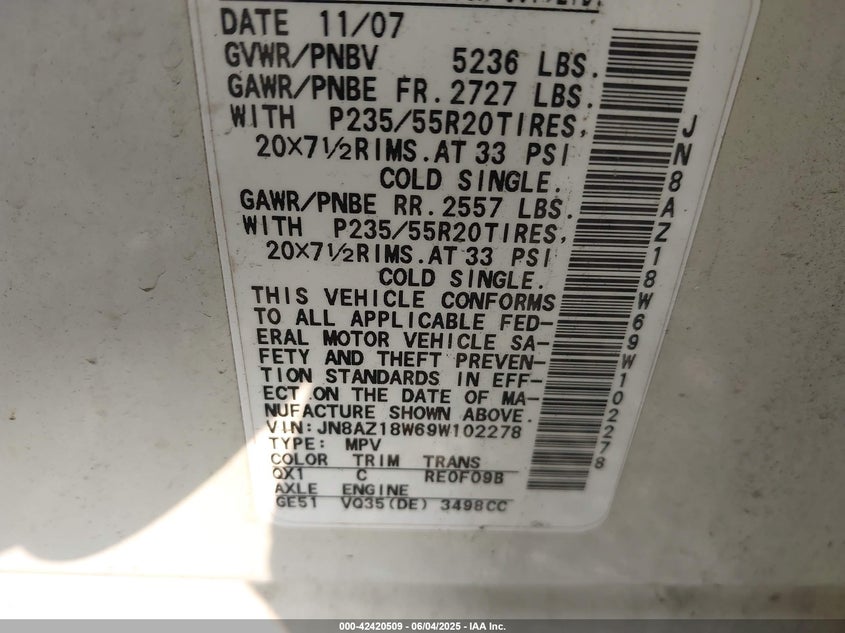 DATE 11/07
GVWR/PNBV 5236 LBS.
GAWR/PNBE FR. 2727 LBS.
WITH P235/55R20TIRES,
20×7½RIMS. AT 33 PSI
COLD SINGLE.
GAWR/PNBE RR. 2557 LBS.
WITH P235/55R20TIRES,
20×7½RIMS. AT 33 PSI
COLD SINGLE.
THIS VEHICLE CONFORMS
TO ALL APPLICABLE FED-
ERAL MOTOR VEHICLE SA-
FETY AND THEFT PREVEN-
TION STANDARDS IN EFF-
ECT ON THE DATE OF MA-
NUFACTURE SHOWN ABOVE.
VIN: JN8AZ18W69W102278
TYPE: MPV
COLOR TRIM TRANS
QX1 C RE0F09B
AXLE ENGINE
GE51 VQ35(DE) 3498CC
JN8AZ18W69W102278
000-42420509 - 06/04/2025 - IAA Inc.